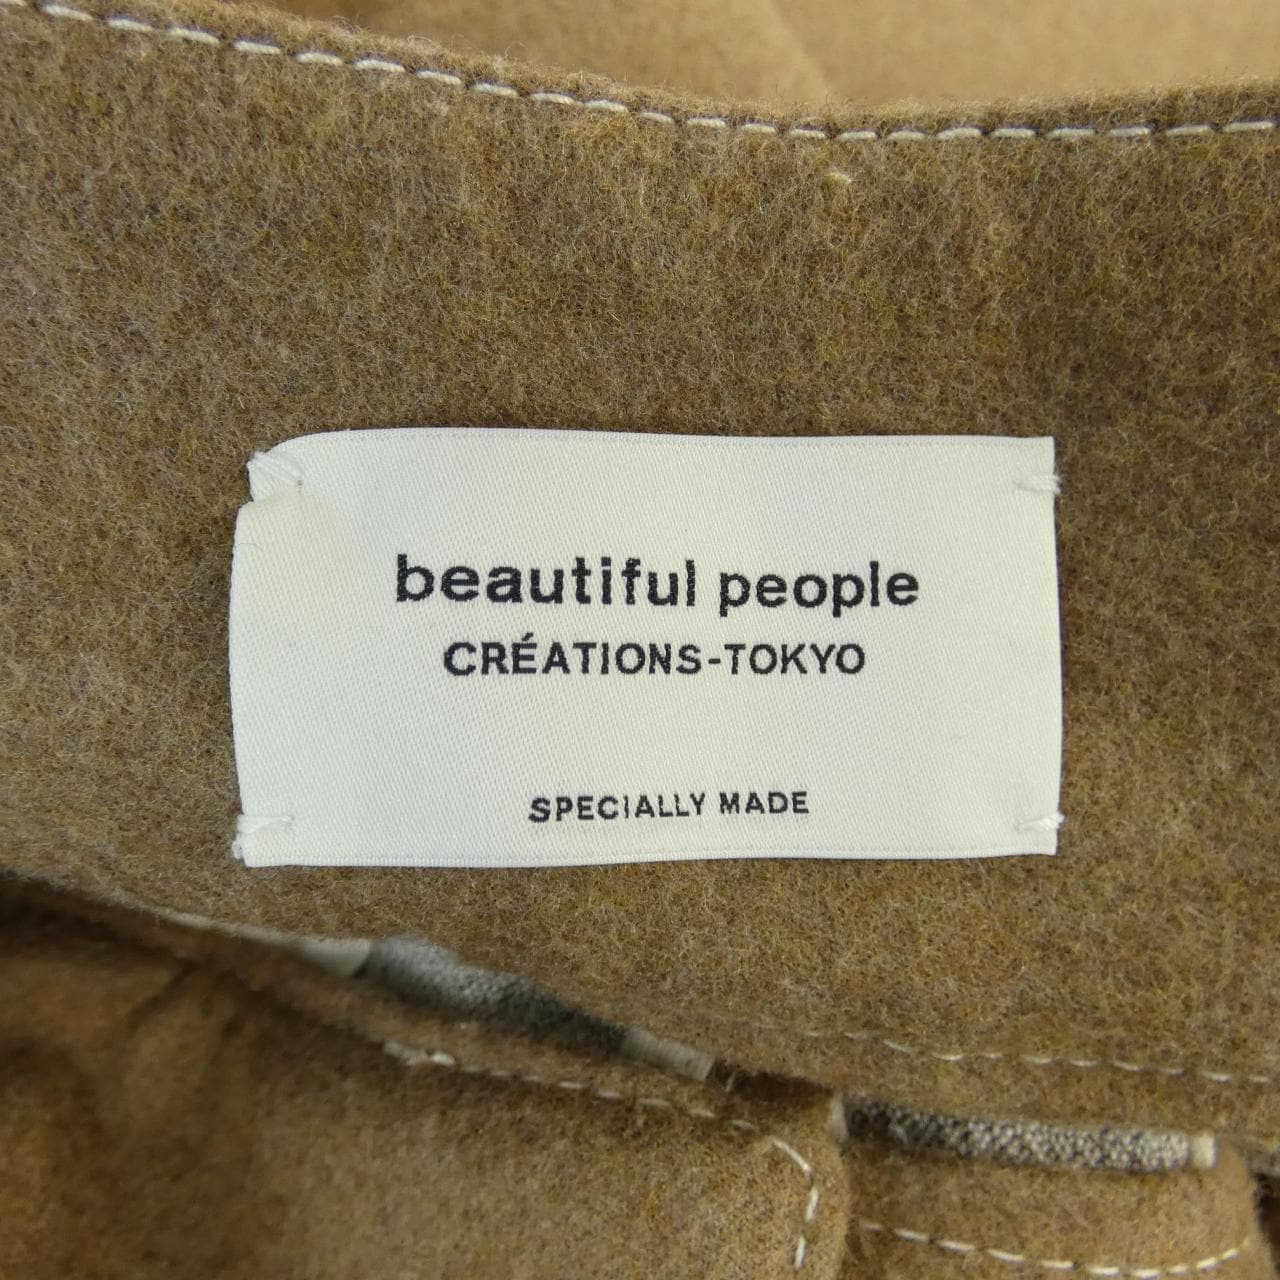 beautiful people
CRÉATIONS-TOKYO
SPECIALLY MADE